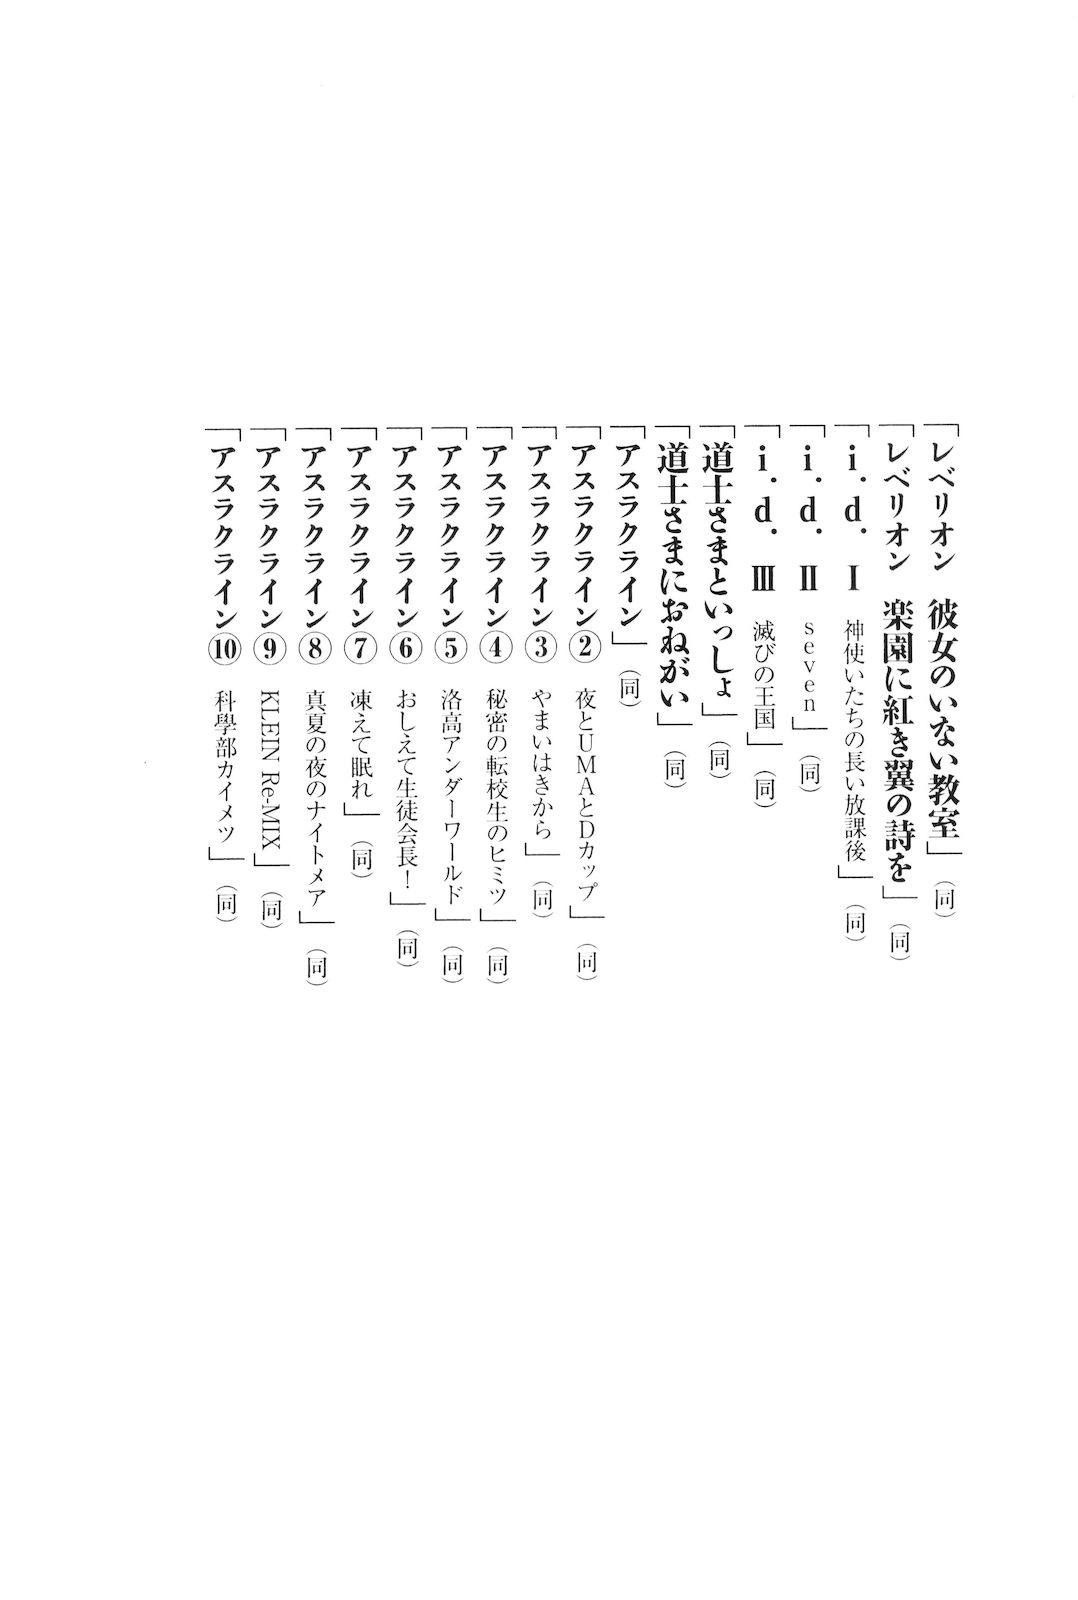 「レベリオン　彼女のいない教室」（同）
「レベリオン　楽園に紅き翼の詩を」（同）
「i.d.　Ⅰ　神使いたちの長い放課後」（同）
「i.d.　Ⅱ　seven」（同）
「i.d.　Ⅲ　滅びの王国」（同）
「道士さまといっしょ」（同）
「道士さまにおねがい」（同）
「アスラクライン」（同）
「アスラクライン②　夜とUMAとDカップ」（同）
「アスラクライン③　やまいはきから」（同）
「アスラクライン④　秘密の転校生のヒミツ」（同）
「アスラクライン⑤　洛高アンダーワールド」（同）
「アスラクライン⑥　おしえて生徒会長！」（同）
「アスラクライン⑦　凍えて眠れ」（同）
「アスラクライン⑧　真夏の夜のナイトメア」（同）
「アスラクライン⑨　KLEIN Re-MIX」（同）
「アスラクライン⑩　科學部カイメツ」（同）